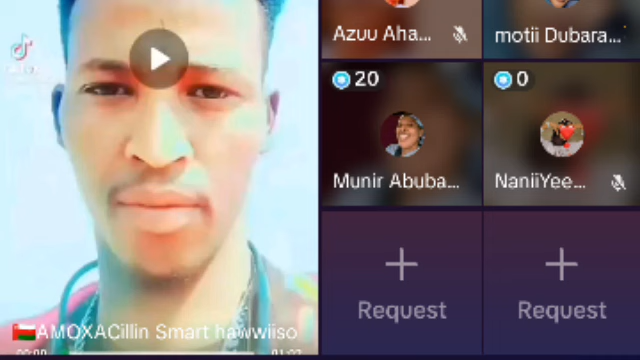 Azuu Aha...
motii Dubara...
20
0
Munir Abuba...
NaniiYee...
Request
Request
AMOXACillin Smart hawwiiso